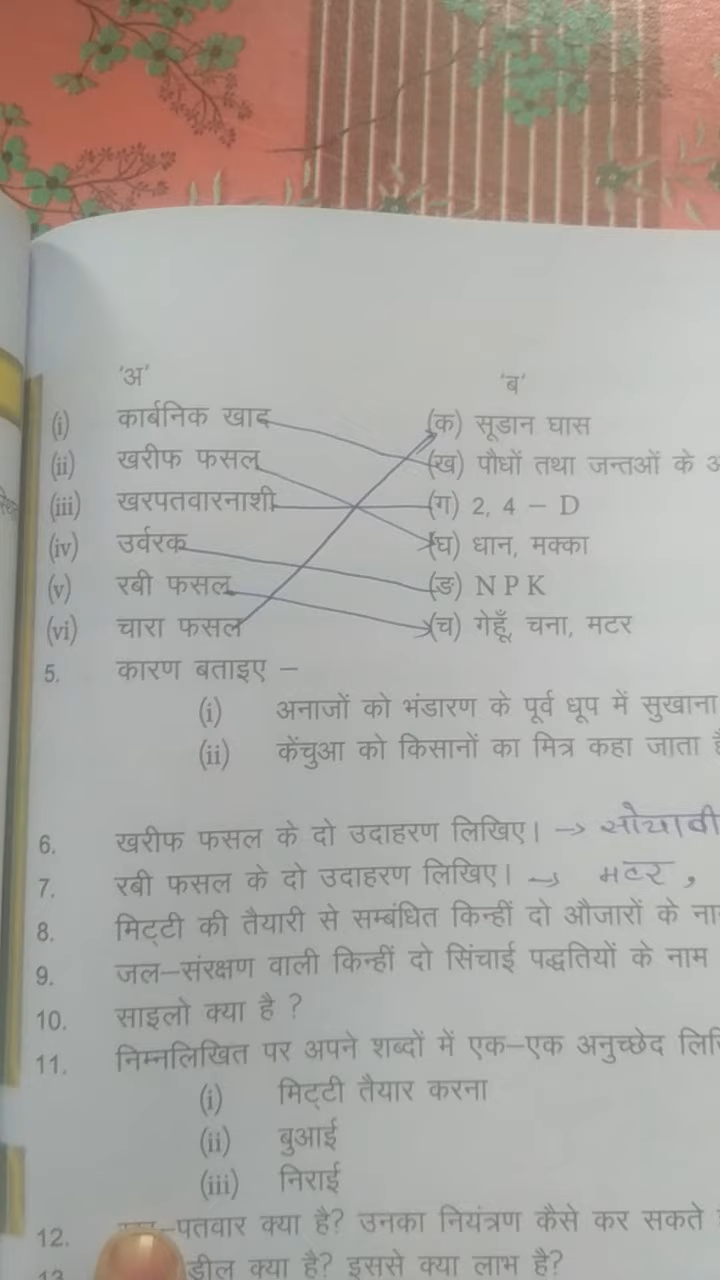 'अ' 'ब'
(i) कार्बनिक खाद (क) सूडान घास
(ii) खरीफ फसल (ख) पौधों तथा जन्तओं के
(iii) खरपतवारनाशी (ग) 2, 4 – D
(iv) उर्वरक (घ) धान, मक्का
(v) रबी फसल (ङ) N P K
(vi) चारा फसल (च) गेहूँ, चना, मटर
5. कारण बताइए –
(i) अनाजों को भंडारण के पूर्व धूप में सुखाना
(ii) केंचुआ को किसानों का मित्र कहा जाता
6. खरीफ फसल के दो उदाहरण लिखिए। → सोयाबी
7. रबी फसल के दो उदाहरण लिखिए। → मटर,
8. मिट्टी की तैयारी से सम्बंधित किन्हीं दो औजारों के
9. जल–संरक्षण वाली किन्हीं दो सिंचाई पद्धतियों के नाम
10. साइलो क्या है ?
11. निम्नलिखित पर अपने शब्दों में एक–एक अनुच्छेद
(i) मिट्टी तैयार करना
(ii) बुआई
(iii) निराई
12. –पतवार क्या है? उनका नियंत्रण कैसे कर सकते
13 डील क्या है? इससे क्या लाभ है?